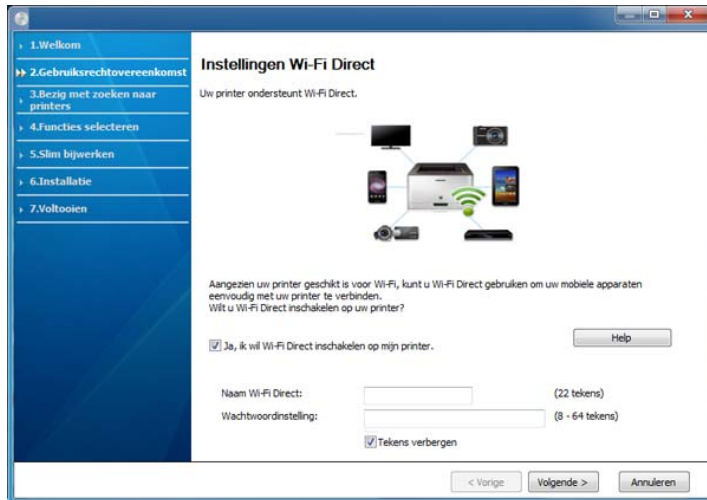 1.Welkom
2.Gebruiksrechtovereenkomst
3.Bezig met zoeken naar
printers
4.Functies selecteren
5.Slim bijwerken
6.Installatie
7.Voltooien
Instellingen Wi-Fi Direct
Uw printer ondersteunt Wi-Fi Direct.
Aangezien uw printer geschikt is voor Wi-Fi, kunt u Wi-Fi Direct gebruiken om uw mobiele apparaten
eenvoudig met uw printer te verbinden.
Wilt u Wi-Fi Direct inschakelen op uw printer?
Ja, ik wil Wi-Fi Direct inschakelen op mijn printer.
Help
Naam Wi-Fi Direct: (22 tekens)
Wachtwoordinstelling: (8 - 64 tekens)
Tekens verbergen
< Vorige Volgende > Annuleren